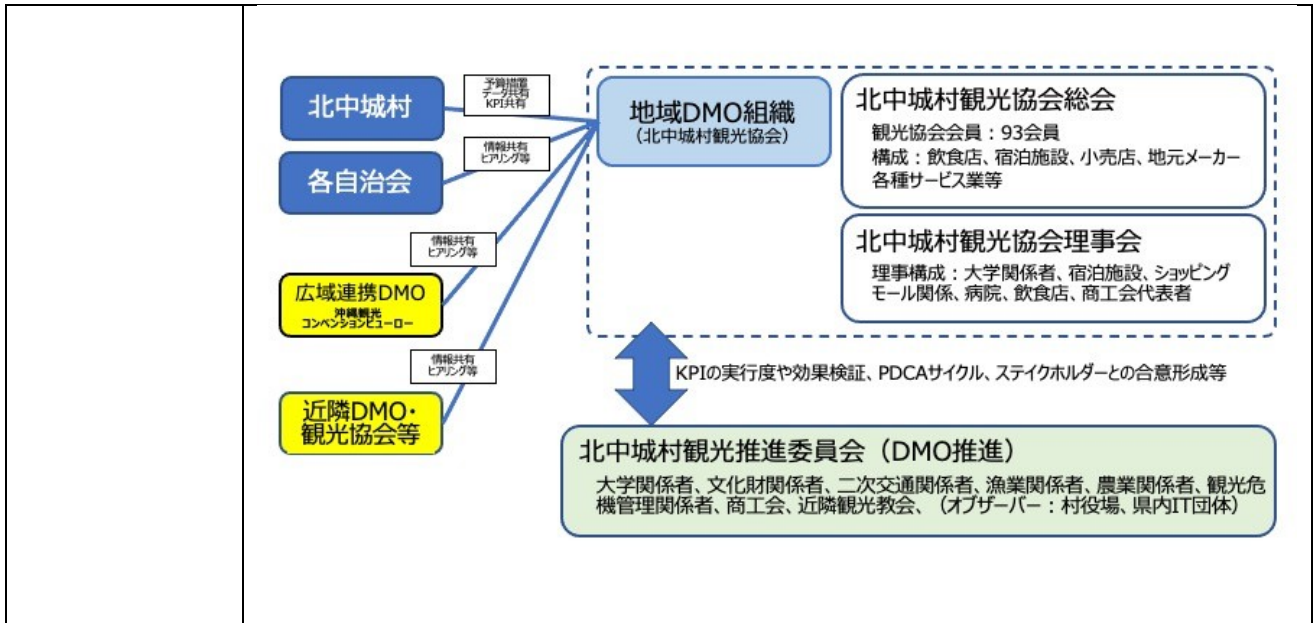 北中城村
予算措置
データ共有
KPI共有
各自治会
情報共有
ヒアリング等
広域連携DMO
沖縄観光
コンベンションビューロー
情報共有
ヒアリング等
近隣DMO・
観光協会等
情報共有
ヒアリング等
地域DMO組織
(北中城村観光協会)
北中城村観光協会総会
観光協会会員：93会員
構成：飲食店、宿泊施設、小売店、地元メーカー
各種サービス業等
北中城村観光協会理事会
理事構成：大学関係者、宿泊施設、ショッピング
モール関係、病院、飲食店、商工会代表者
KPIの実行度や効果検証、PDCAサイクル、ステイクホルダーとの合意形成等
北中城村観光推進委員会（DMO推進）
大学関係者、文化財関係者、二次交通関係者、漁業関係者、農業関係者、観光危
機管理関係者、商工会、近隣観光教会、（オブザーバー：村役場、県内IT団体）